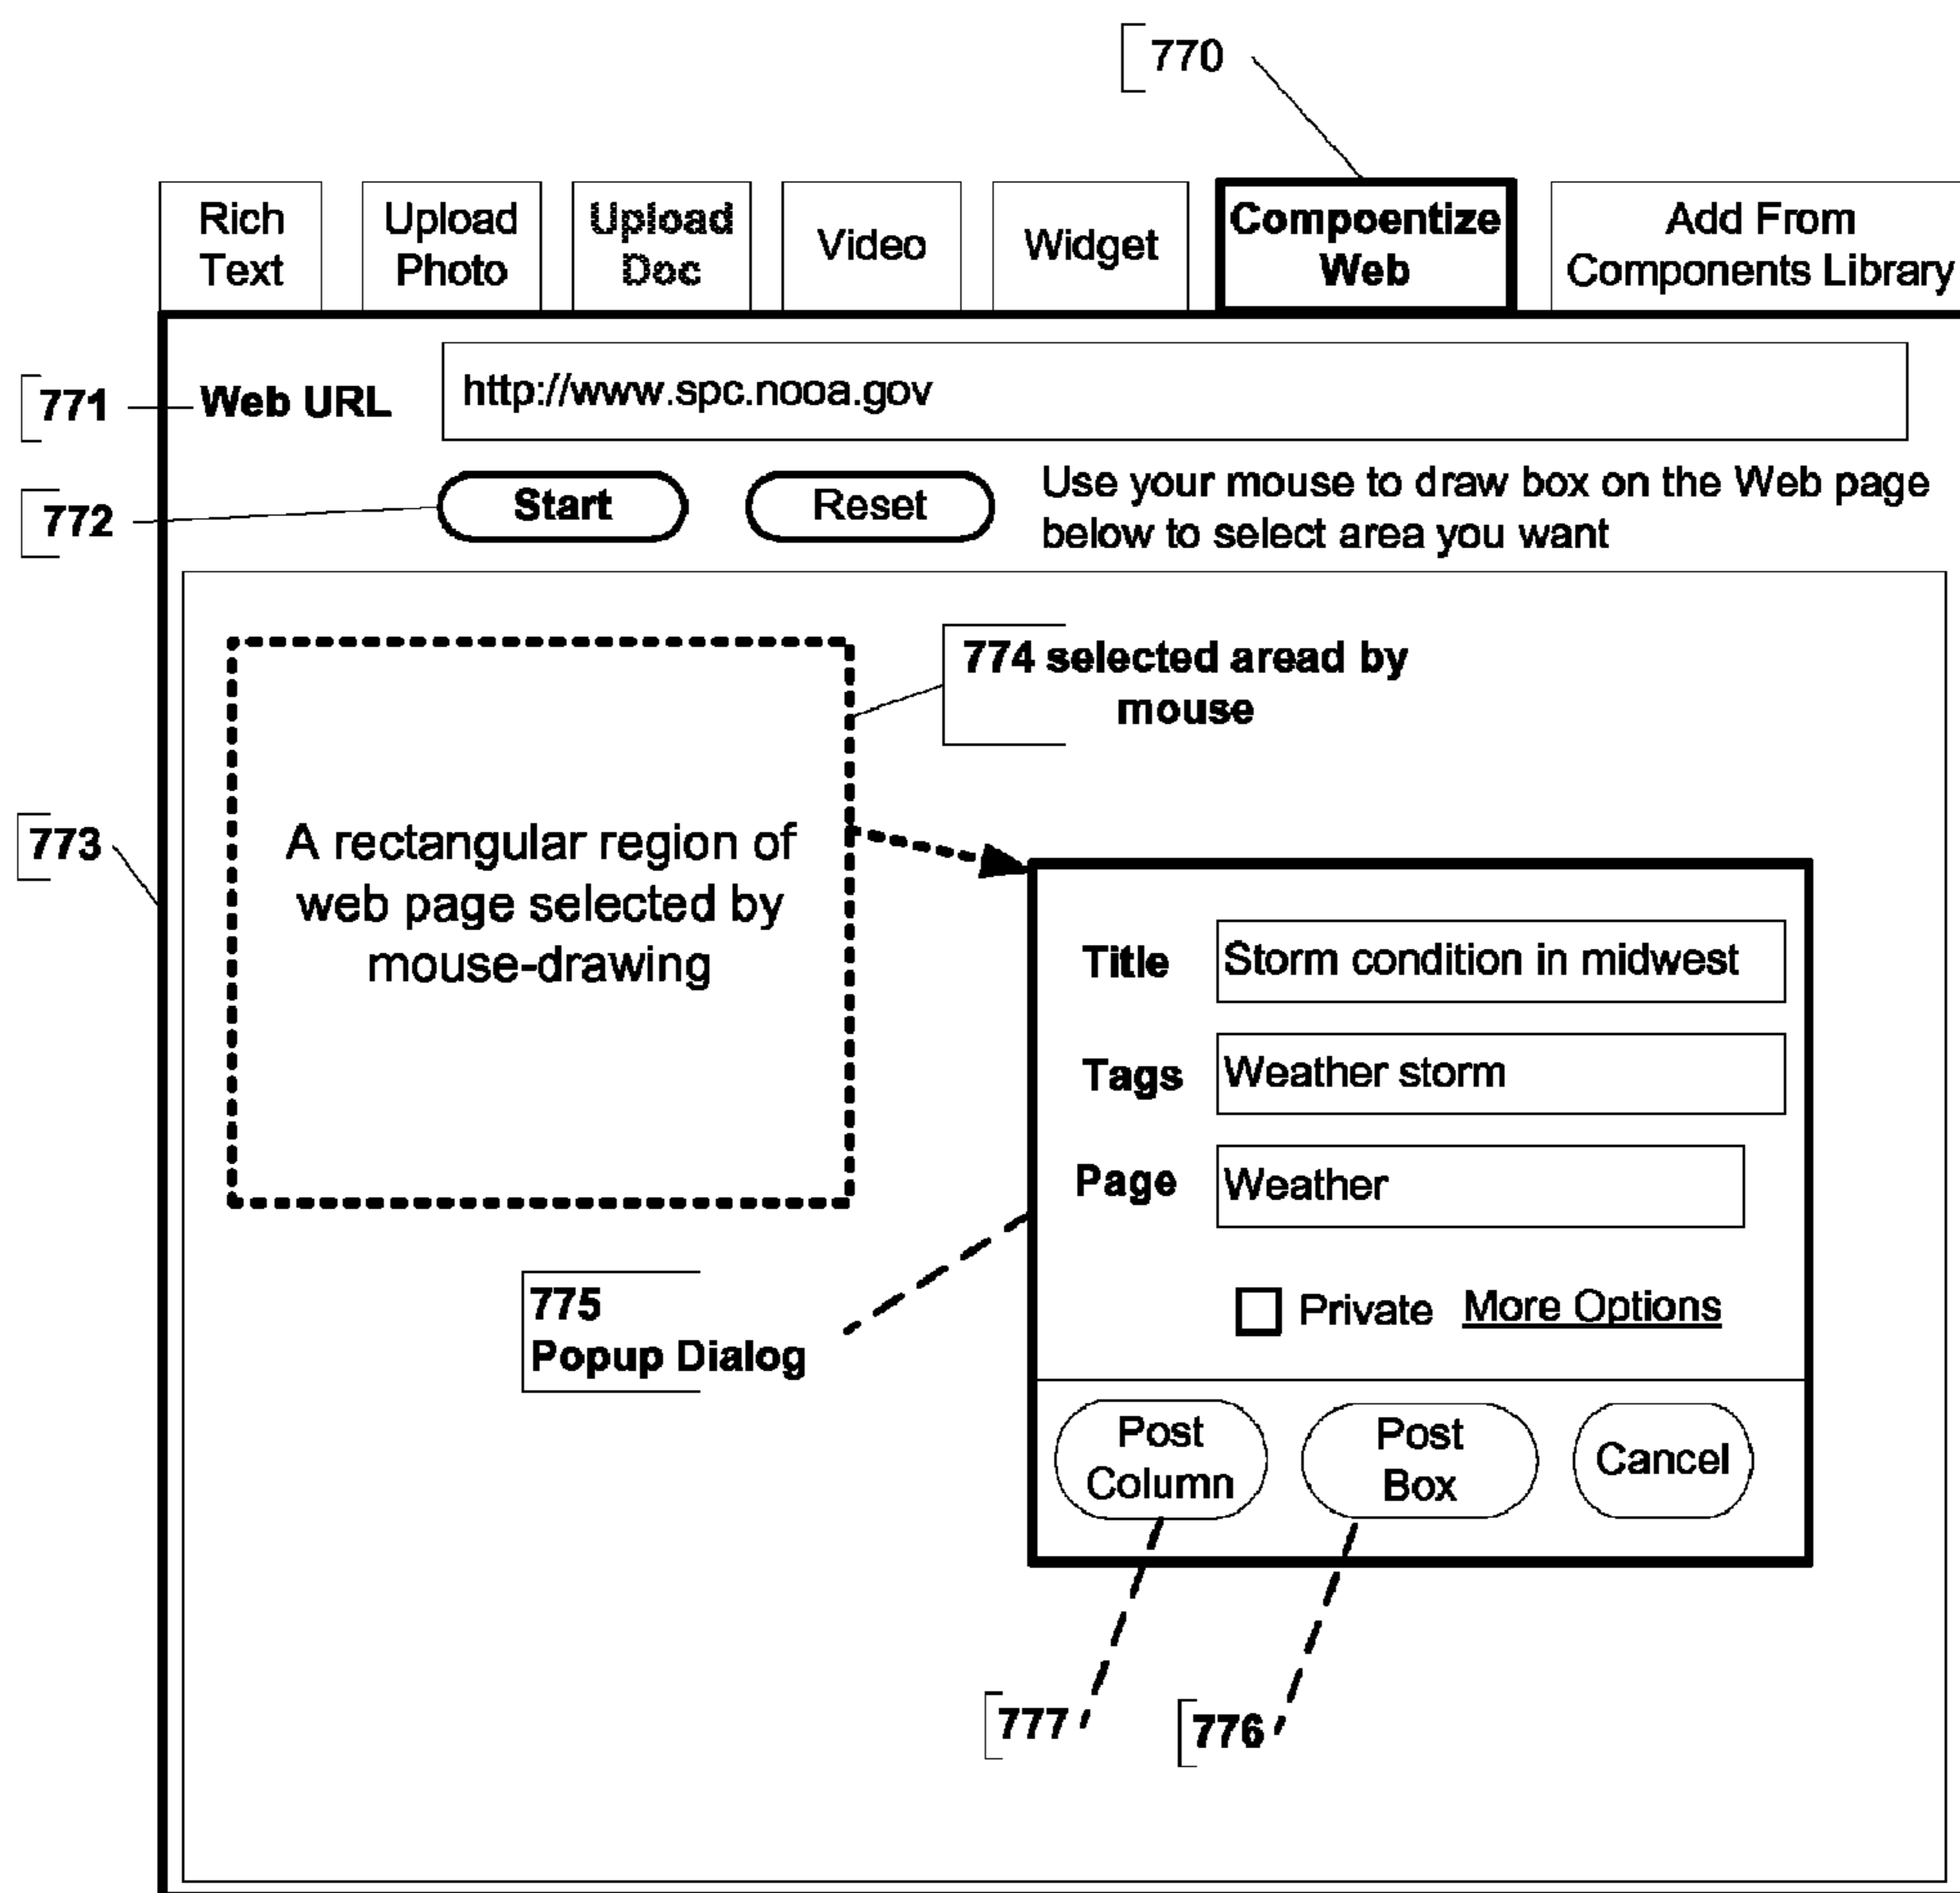 770
Rich
Text
Upload
Photo
Upload
Doc
Video
Widget
Compoentize
Web
Add From
Components Library
771
Web URL
http://www.spc.nooa.gov
772
Start
Reset
Use your mouse to draw box on the Web page
below to select area you want
774 selected aread by
mouse
773
A rectangular region of
web page selected by
mouse-drawing
Title
Storm condition in midwest
Tags
Weather storm
Page
Weather
Private
More Options
775
Popup Dialog
Post
Column
Post
Box
Cancel
777
776